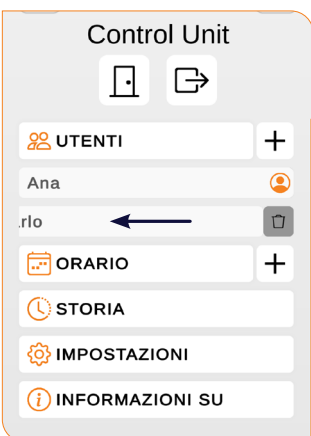 Control Unit
UTENTI
Ana
rlo
ORARIO
STORIA
IMPOSTAZIONI
INFORMAZIONI SU